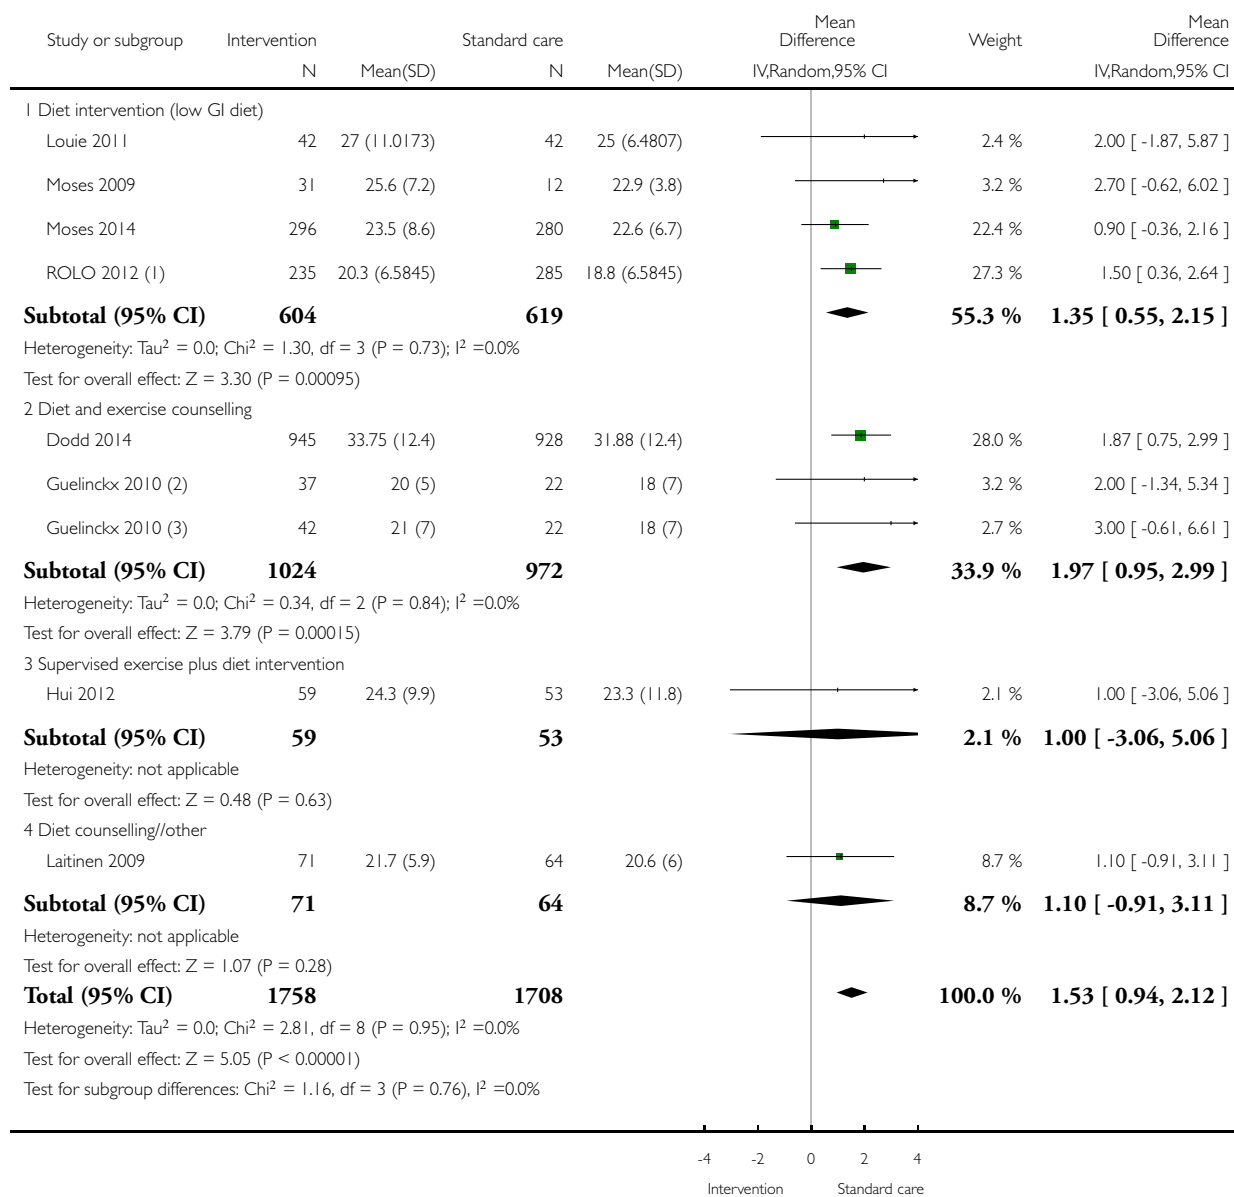 Study or subgroup Intervention Standard care Mean Difference Weight Mean Difference
N Mean(SD) N Mean(SD) IV,Random,95% CI IV,Random,95% CI
1 Diet intervention (low GI diet)
Louie 2011 42 27 (11.0173) 42 25 (6.4807) 2.4 % 2.00 [ -1.87, 5.87 ]
Moses 2009 31 25.6 (7.2) 12 22.9 (3.8) 3.2 % 2.70 [ -0.62, 6.02 ]
Moses 2014 296 23.5 (8.6) 280 22.6 (6.7) 22.4 % 0.90 [ -0.36, 2.16 ]
ROLO 2012 (1) 235 20.3 (6.5845) 285 18.8 (6.5845) 27.3 % 1.50 [ 0.36, 2.64 ]
Subtotal (95% CI) 604 619 55.3 % 1.35 [ 0.55, 2.15 ]
Heterogeneity: Tau² = 0.0; Chi² = 1.30, df = 3 (P = 0.73); I² =0.0%
Test for overall effect: Z = 3.30 (P = 0.00095)
2 Diet and exercise counselling
Dodd 2014 945 33.75 (12.4) 928 31.88 (12.4) 28.0 % 1.87 [ 0.75, 2.99 ]
Guelinckx 2010 (2) 37 20 (5) 22 18 (7) 3.2 % 2.00 [ -1.34, 5.34 ]
Guelinckx 2010 (3) 42 21 (7) 22 18 (7) 2.7 % 3.00 [ -0.61, 6.61 ]
Subtotal (95% CI) 1024 972 33.9 % 1.97 [ 0.95, 2.99 ]
Heterogeneity: Tau² = 0.0; Chi² = 0.34, df = 2 (P = 0.84); I² =0.0%
Test for overall effect: Z = 3.79 (P = 0.00015)
3 Supervised exercise plus diet intervention
Hui 2012 59 24.3 (9.9) 53 23.3 (11.8) 2.1 % 1.00 [ -3.06, 5.06 ]
Subtotal (95% CI) 59 53 2.1 % 1.00 [ -3.06, 5.06 ]
Heterogeneity: not applicable
Test for overall effect: Z = 0.48 (P = 0.63)
4 Diet counselling//other
Laitinen 2009 71 21.7 (5.9) 64 20.6 (6) 8.7 % 1.10 [ -0.91, 3.11 ]
Subtotal (95% CI) 71 64 8.7 % 1.10 [ -0.91, 3.11 ]
Heterogeneity: not applicable
Test for overall effect: Z = 1.07 (P = 0.28)
Total (95% CI) 1758 1708 100.0 % 1.53 [ 0.94, 2.12 ]
Heterogeneity: Tau² = 0.0; Chi² = 2.81, df = 8 (P = 0.95); I² =0.0%
Test for overall effect: Z = 5.05 (P < 0.00001)
Test for subgroup differences: Chi² = 1.16, df = 3 (P = 0.76), I² =0.0%
-4 -2 0 2 4
Intervention Standard care